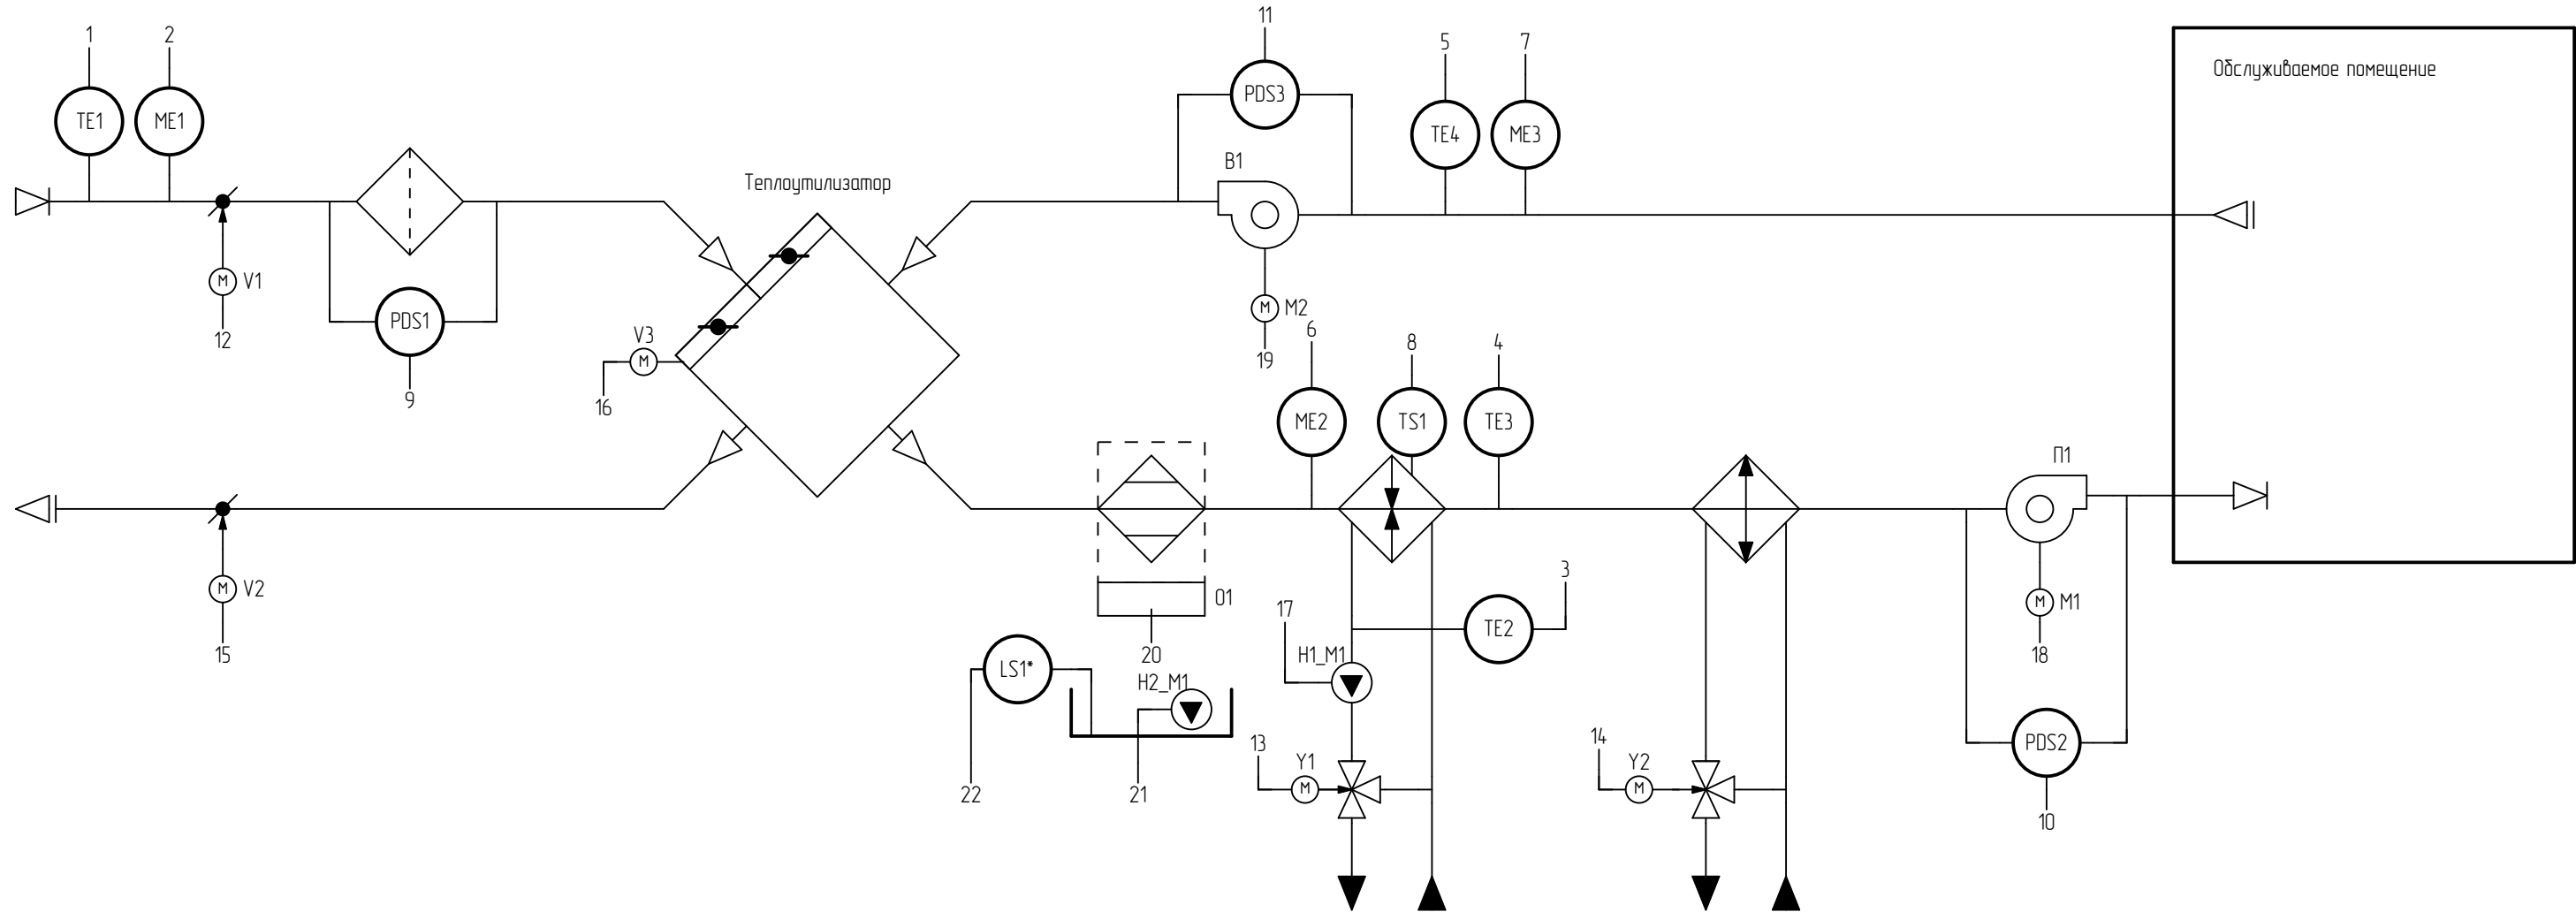 11
1
2
5
7
Обслуживаемое помещение
TE1
ME1
PDS3
TE4
ME3
B1
Теплоутилизатор
M
V1
M
M2
PDS1
12
V3
M
6
8
4
19
9
16
ME2
TS1
TE3
П1
M
V2
3
01
M
M1
17
TE2
15
20
H1_M1
18
LS1*
H2_M1
13
Y1
14
Y2
PDS2
M
M
22
21
10